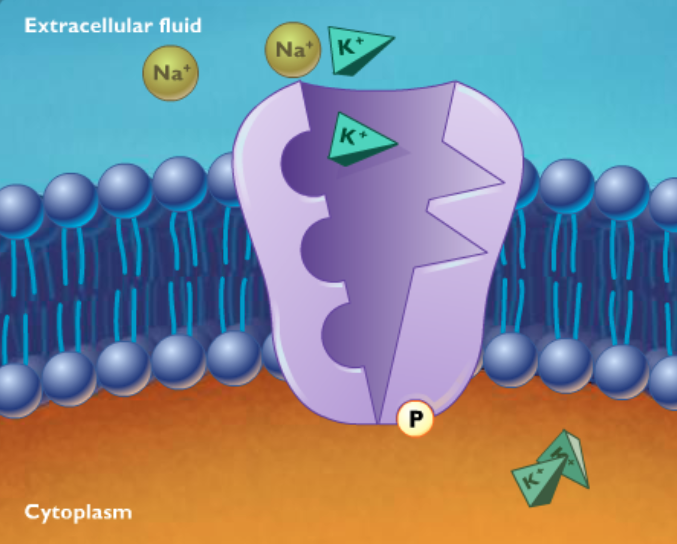 Extracellular fluid
Na⁺
Na⁺
K⁺
K⁺
P
K⁺
K⁺
Cytoplasm